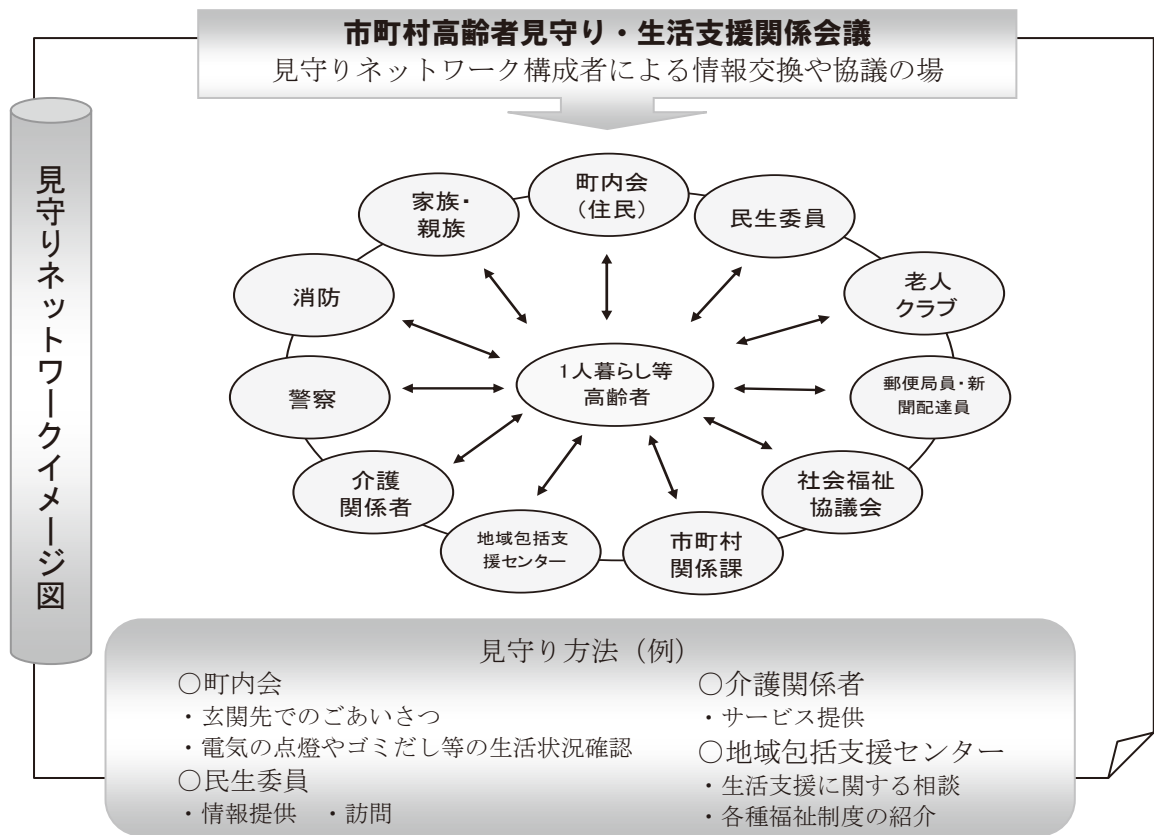 市町村高齢者見守り・生活支援関係会議
見守りネットワーク構成者による情報交換や協議の場
見守りネットワークイメージ図
町内会
（住民）
民生委員
老人
クラブ
郵便局員・新
聞配達員
社会福祉
協議会
市町村
関係課
地域包括支
援センター
介護
関係者
警察
消防
家族・
親族
1人暮らし等
高齢者
見守り方法（例）
○町内会
・玄関先でのごあいさつ
・電気の点燈やゴミだし等の生活状況確認
○民生委員
・情報提供　・訪問
○介護関係者
・サービス提供
○地域包括支援センター
・生活支援に関する相談
・各種福祉制度の紹介